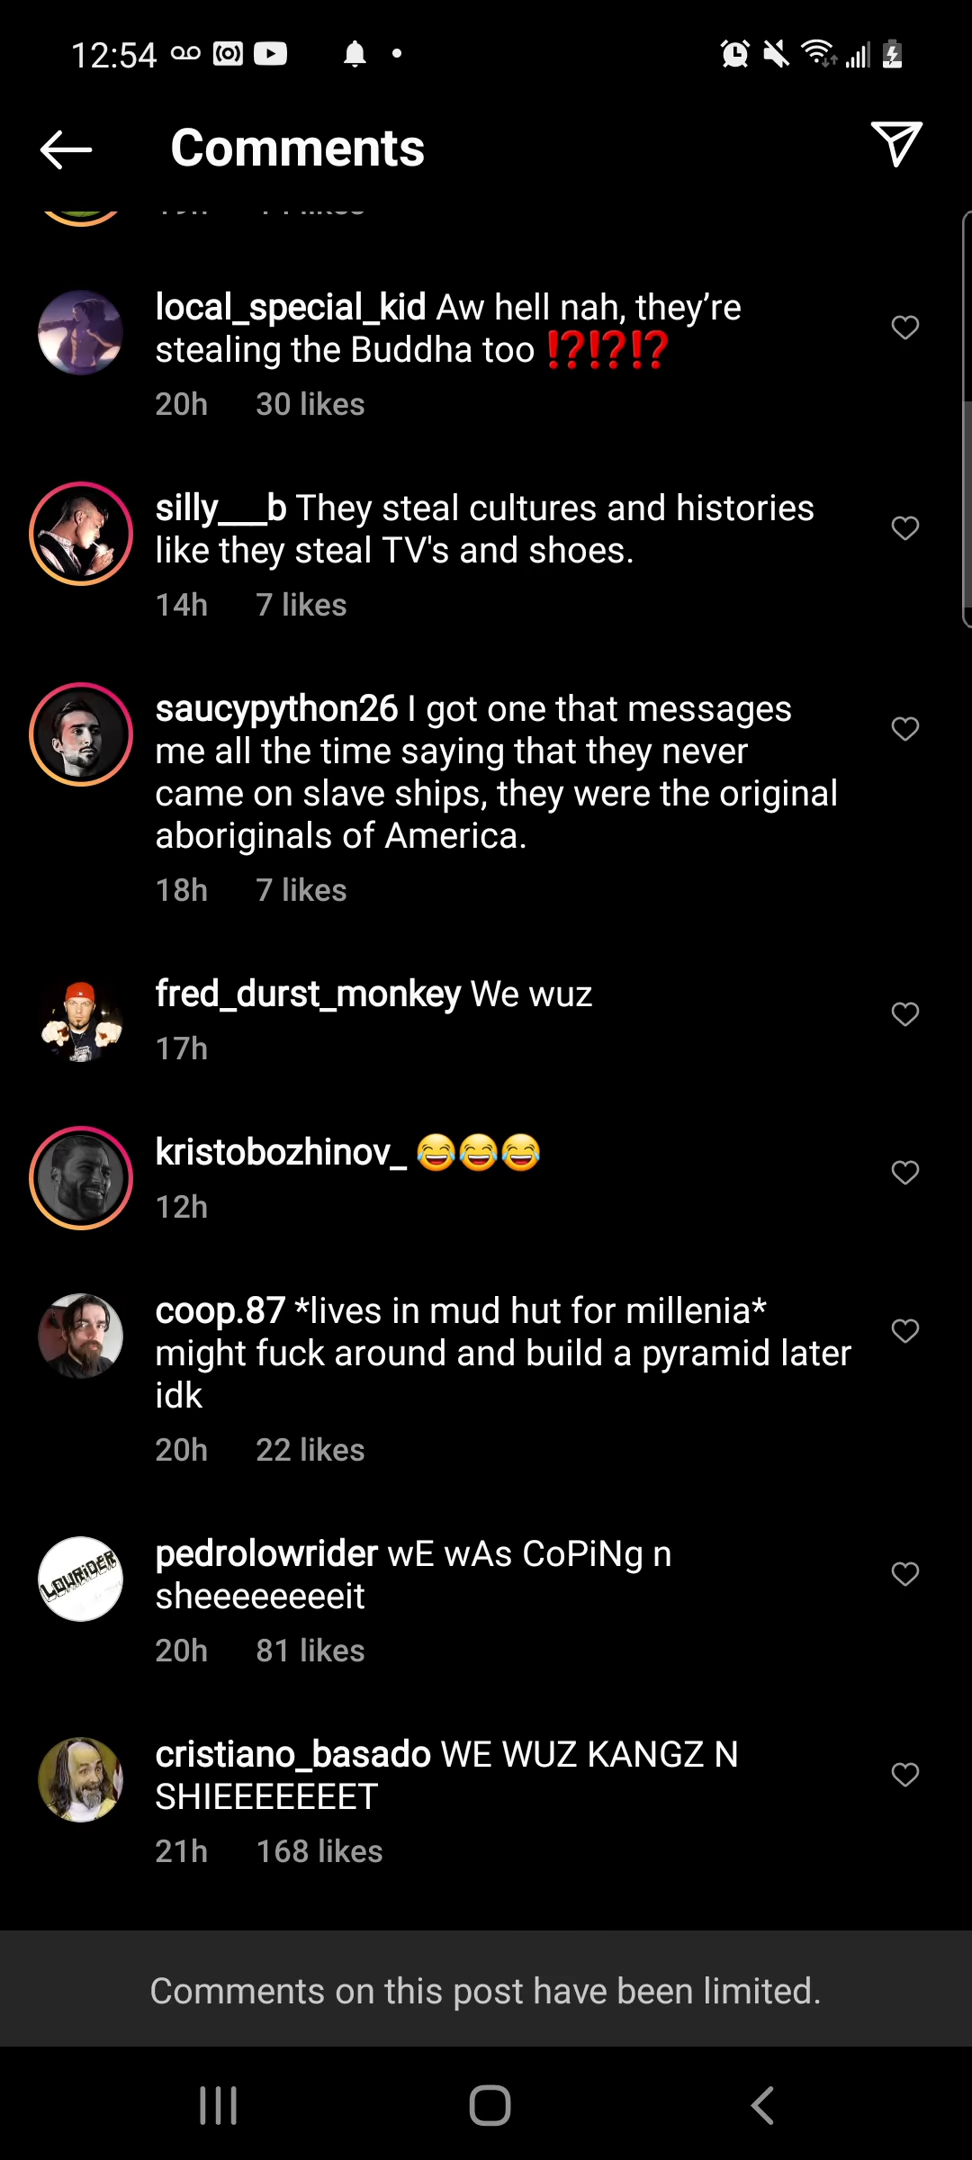 12:54
Comments
local_special_kid Aw hell nah, they’re
stealing the Buddha too ⁉️⁉️⁉️
20h 30 likes
silly___b They steal cultures and histories
like they steal TV's and shoes.
14h 7 likes
saucypython26 I got one that messages
me all the time saying that they never
came on slave ships, they were the original
aboriginals of America.
18h 7 likes
fred_durst_monkey We wuz
17h
kristobozhinov_ 😂😂😂
12h
coop.87 *lives in mud hut for millenia*
might fuck around and build a pyramid later
idk
20h 22 likes
LOWRIDER
pedrolowrider wE wAs CoPiNg n
sheeeeeeeeit
20h 81 likes
cristiano_basado WE WUZ KANGZ N
SHIEEEEEEET
21h 168 likes
Comments on this post have been limited.